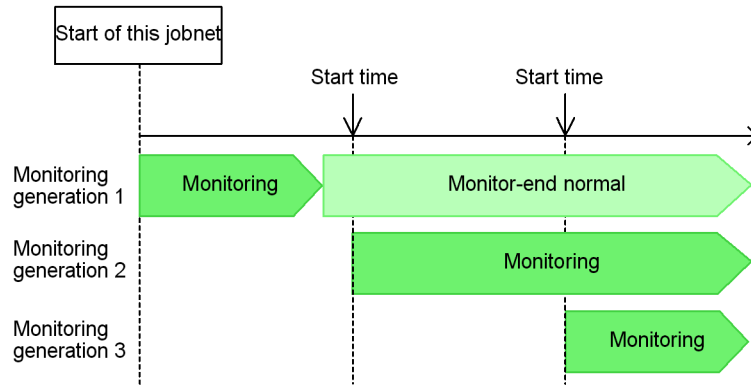 Start of this jobnet
Start time
Start time
Monitoring
generation 1
Monitoring
Monitor-end normal
Monitoring
generation 2
Monitoring
Monitoring
generation 3
Monitoring